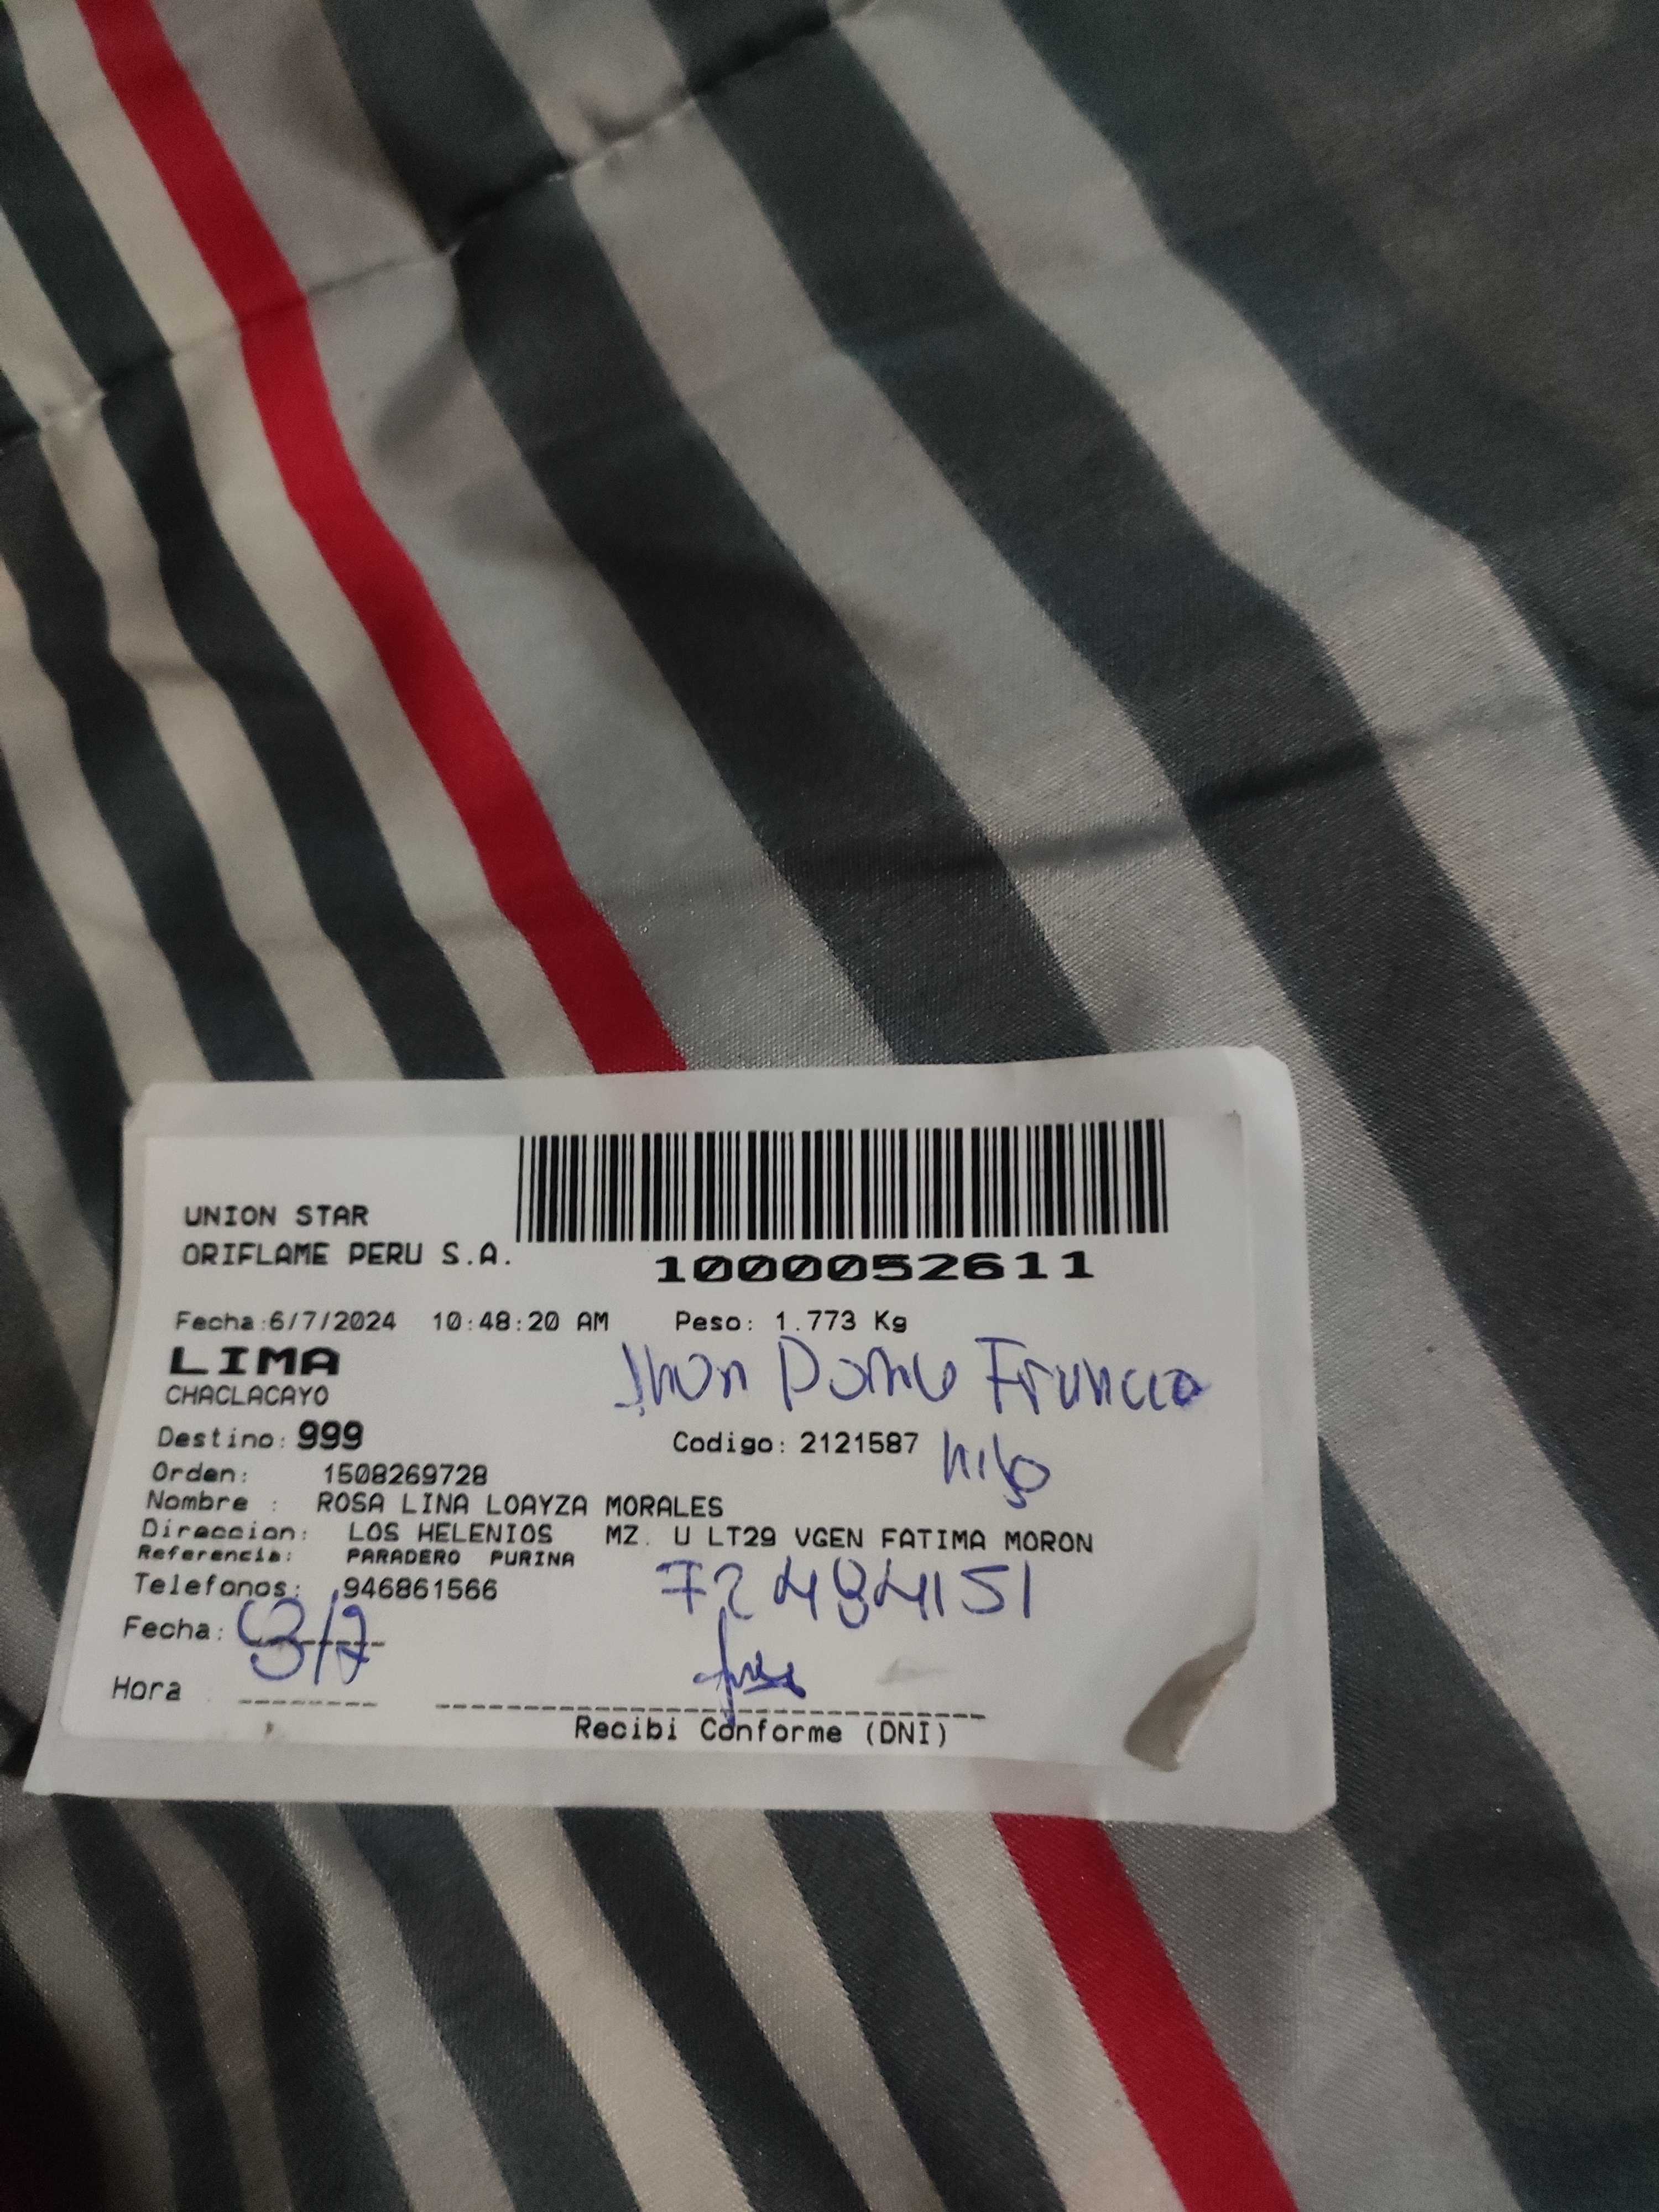 UNION STAR
ORIFLAME PERU S.A.
1000052611
Fecha:6/7/2024 10:48:20 AM Peso: 1.773 Kg
LIMA
CHACLACAYO
Jhon
Destino: 999 Codigo: 2121587 hijo
Orden: 1508269728
Nombre : ROSA LINA LOAYZA MORALES
Direccion: LOS HELENIOS MZ. U LT29 VGEN FATIMA MORON
Referencia: PARADERO PURINA
Telefonos: 946861566 72484151
Fecha:
Hora
Recibi Conforme (DNI)